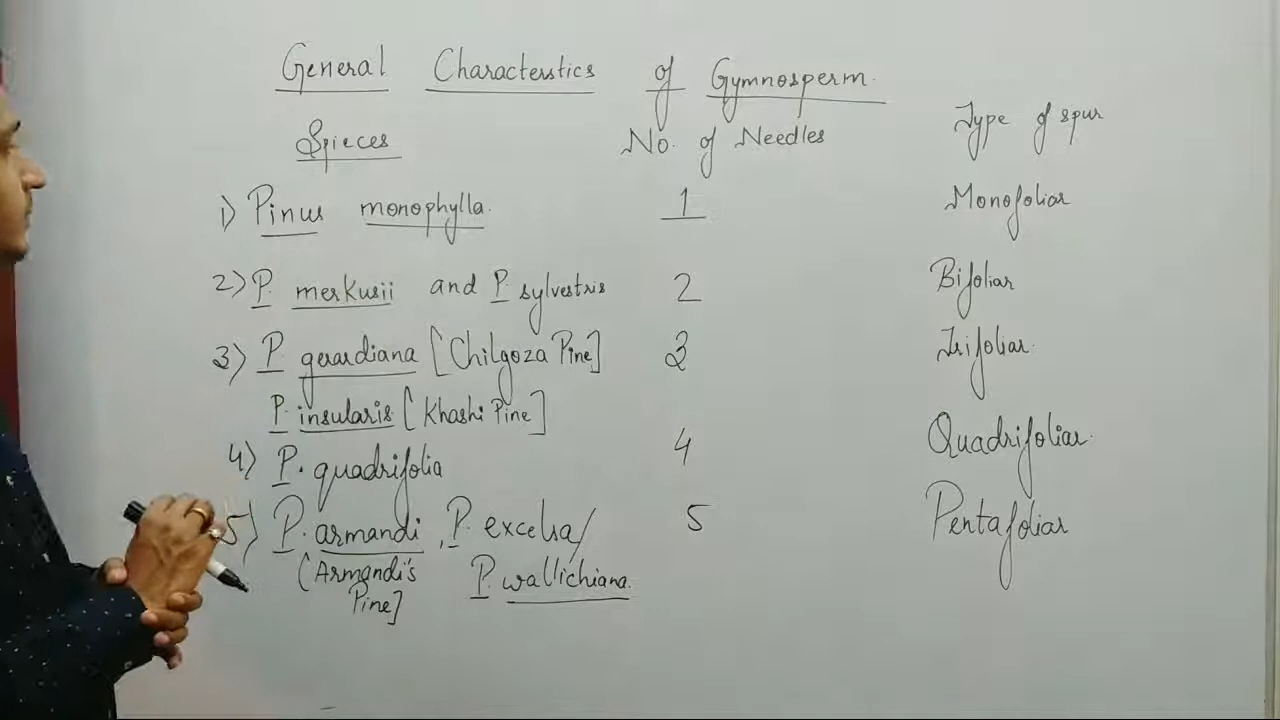 General Characterstics of Gymnosperm.
Spieces No. of Needles Type of spur
1) Pinus monophylla. 1 Monofoliar
2) P merkusii and P. sylvestris 2 Bifoliar
3) P. gerardiana [Chilgoza Pine] 3 Trifoliar.
P. insularis [Khashi Pine]
4) P. quadrifolia 4 Quadrifoliar.
5) P. armandi, P. excelsa/ 5 Pentafoliar
(Armandi's P. wallichiana.
Pine]